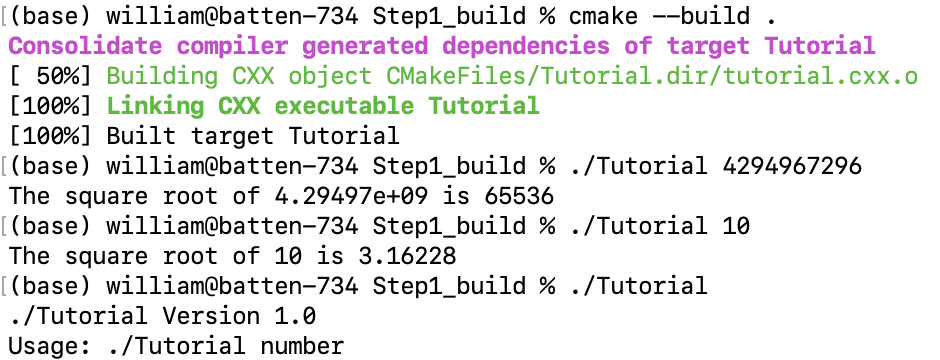 (base) william@batten-734 Step1_build % cmake --build .
Consolidate compiler generated dependencies of target Tutorial
[ 50%] Building CXX object CMakeFiles/Tutorial.dir/tutorial.cxx.o
[100%] Linking CXX executable Tutorial
[100%] Built target Tutorial
(base) william@batten-734 Step1_build % ./Tutorial 4294967296
The square root of 4.29497e+09 is 65536
(base) william@batten-734 Step1_build % ./Tutorial 10
The square root of 10 is 3.16228
(base) william@batten-734 Step1_build % ./Tutorial
./Tutorial Version 1.0
Usage: ./Tutorial number